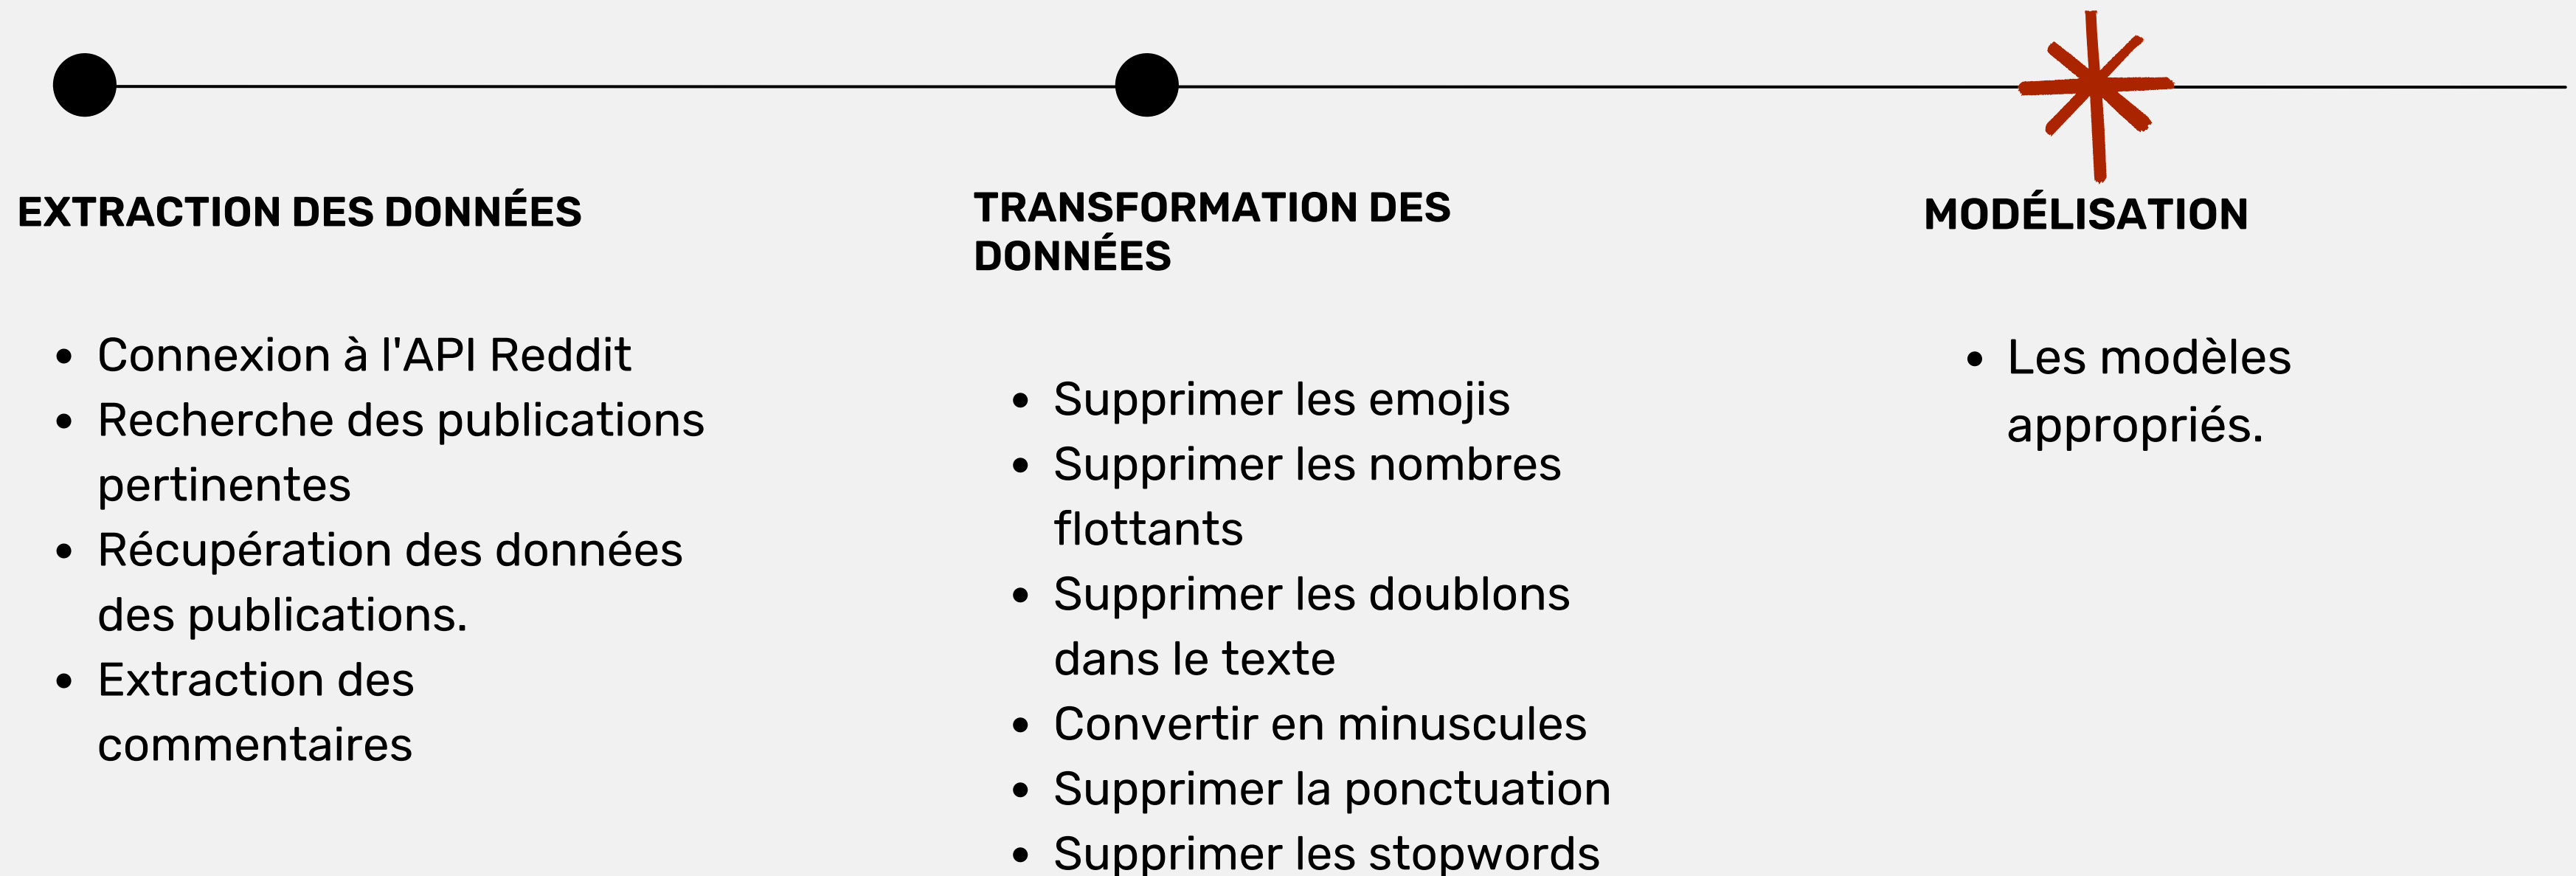 EXTRACTION DES DONNÉES
• Connexion à l'API Reddit
• Recherche des publications
pertinentes
• Récupération des données
des publications.
• Extraction des
commentaires
TRANSFORMATION DES
DONNÉES
• Supprimer les emojis
• Supprimer les nombres
flottants
• Supprimer les doublons
dans le texte
• Convertir en minuscules
• Supprimer la ponctuation
• Supprimer les stopwords
MODÉLISATION
• Les modèles
appropriés.